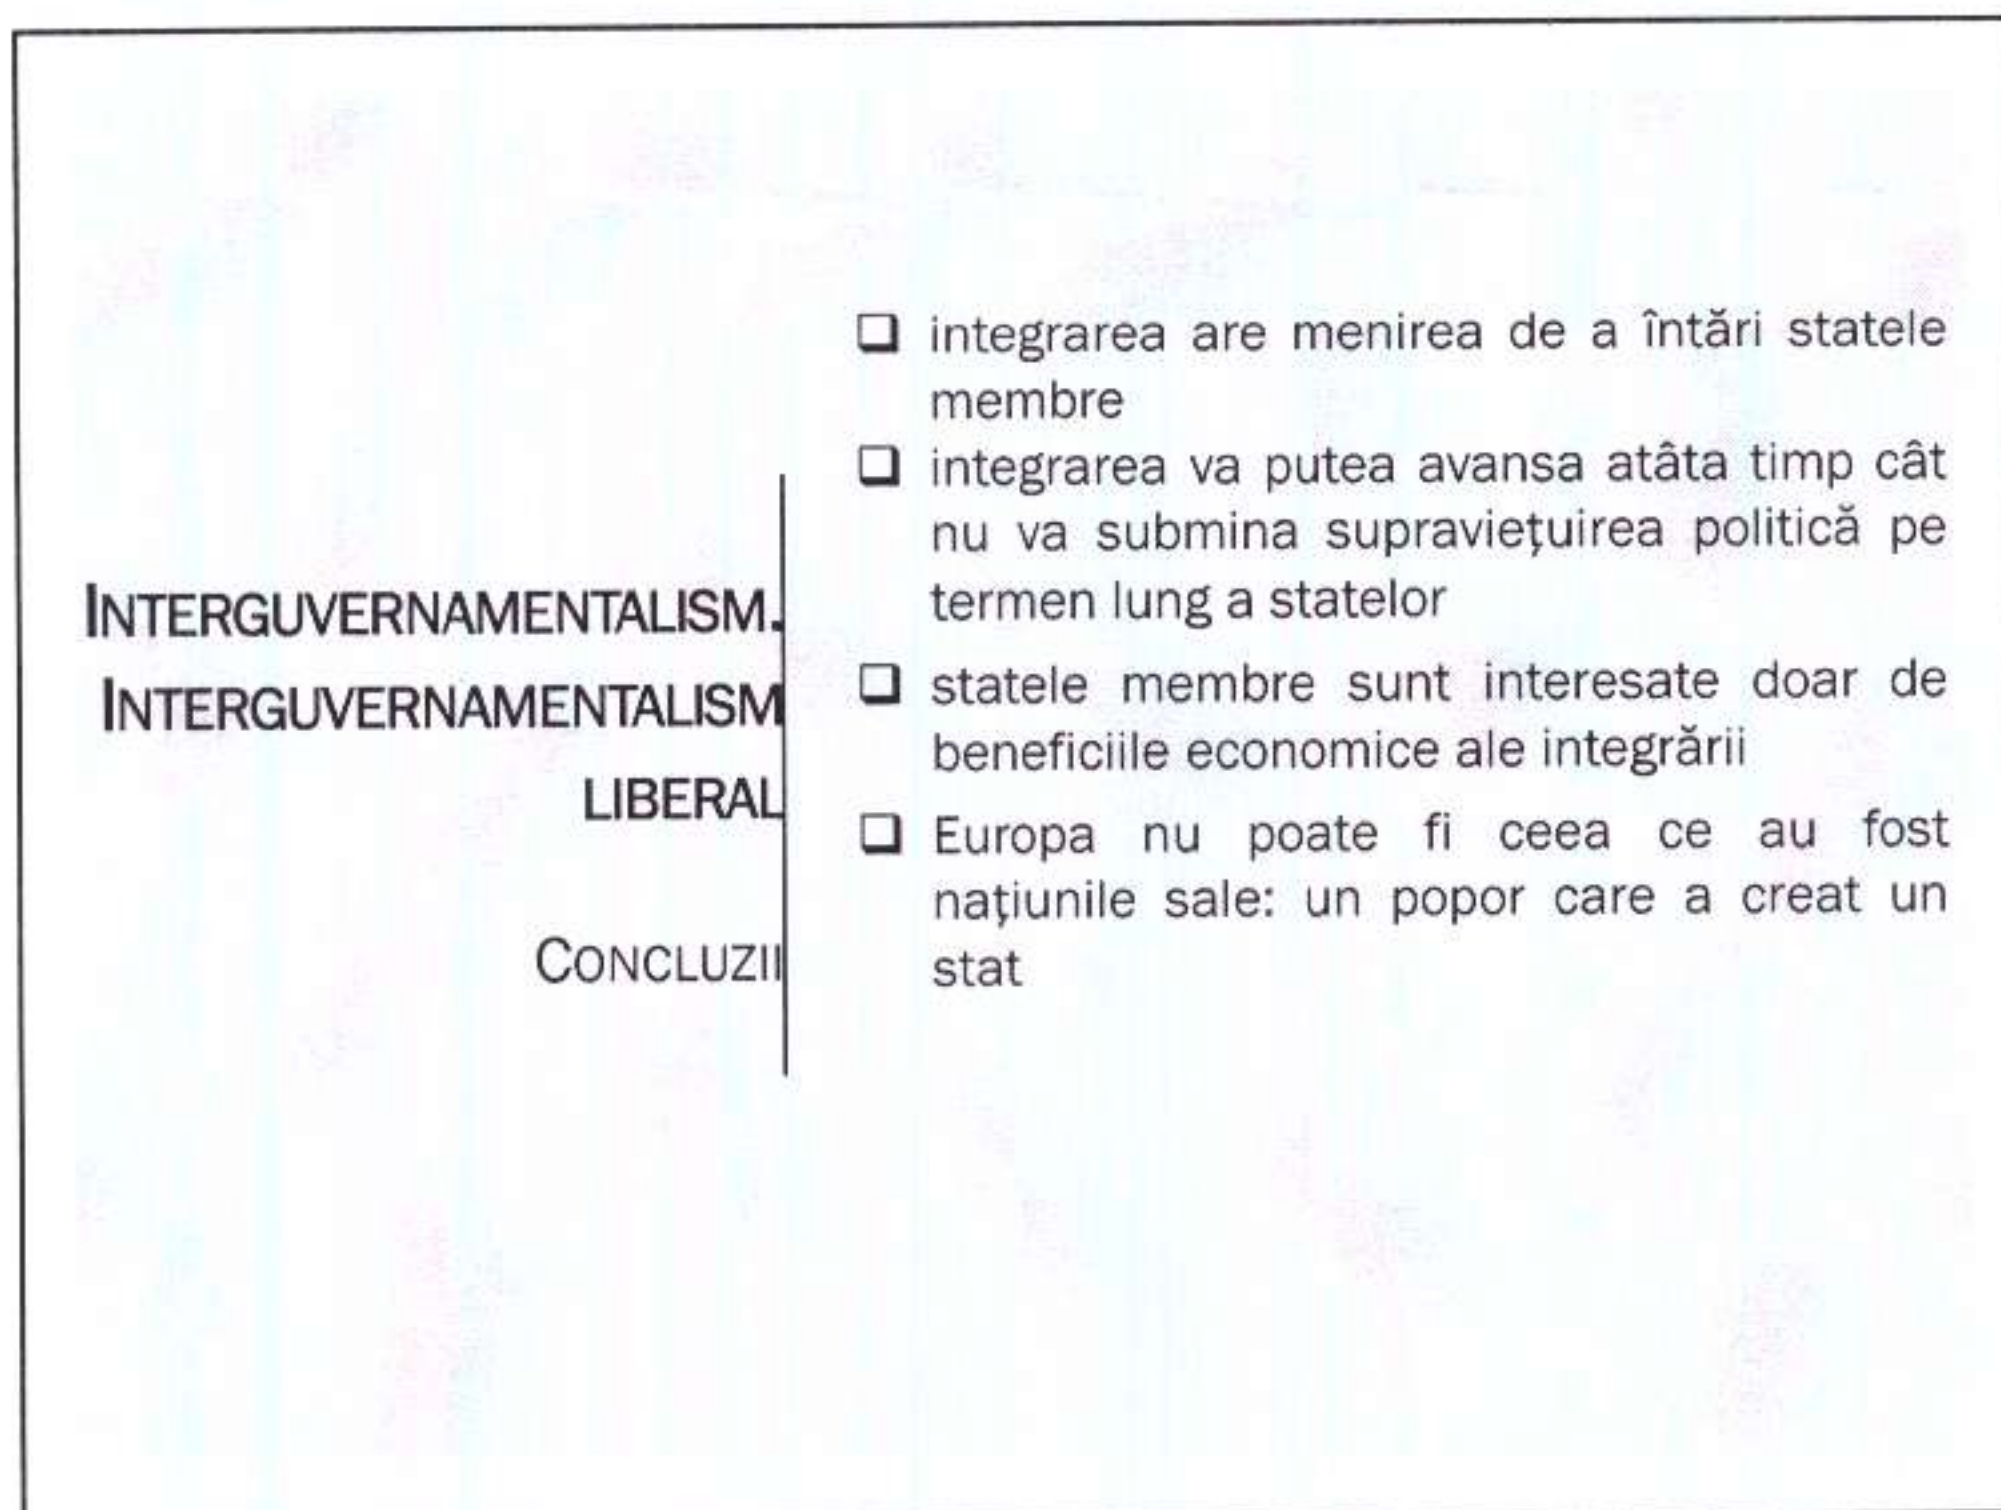 INTERGUVERNAMENTALISM.
INTERGUVERNAMENTALISM
LIBERAL
CONCLUZII
❑ integrarea are menirea de a întări statele
membre
❑ integrarea va putea avansa atâta timp cât
nu va submina supraviețuirea politică pe
termen lung a statelor
❑ statele membre sunt interesate doar de
beneficiile economice ale integrării
❑ Europa nu poate fi ceea ce au fost
națiunile sale: un popor care a creat un
stat